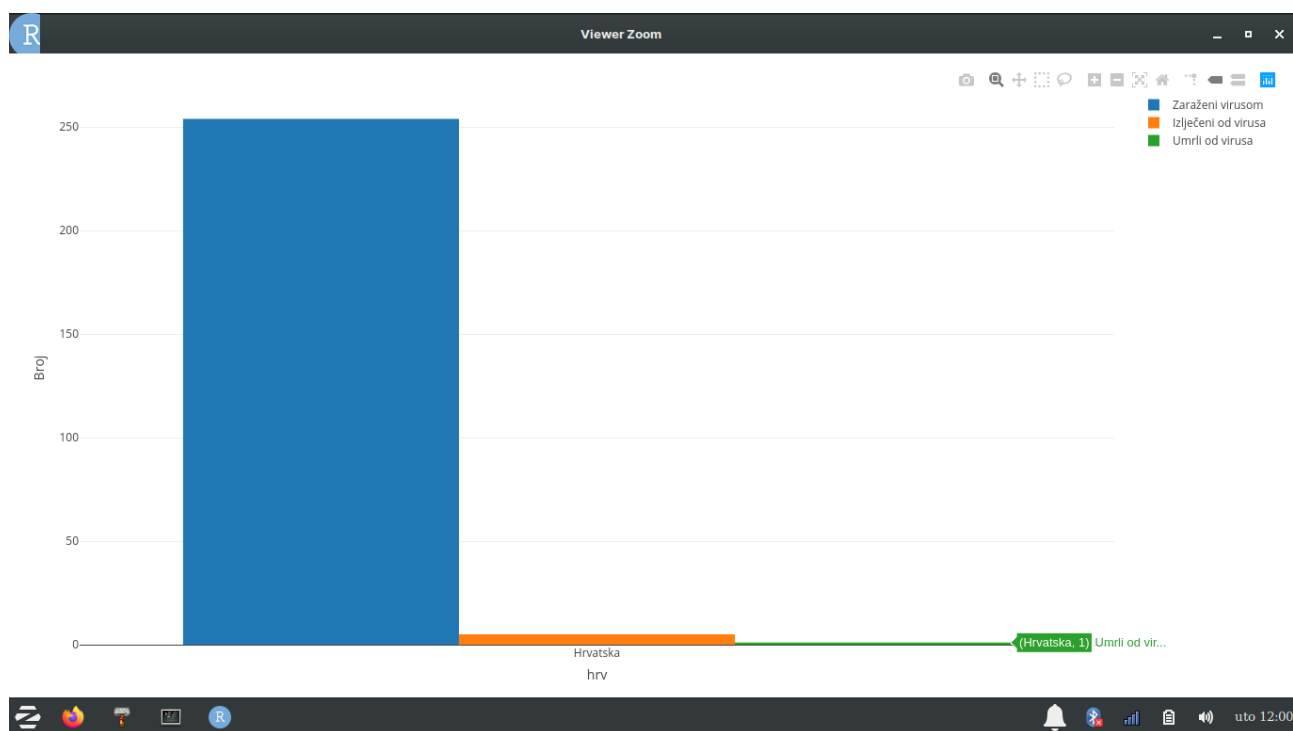 R
Viewer Zoom
Zaraženi virusom
Izlječeni od virusa
Umrli od virusa
250
200
150
100
50
0
Broj
(Hrvatska, 1) Umrli od vir...
Hrvatska
hrv
R
uto 12:00